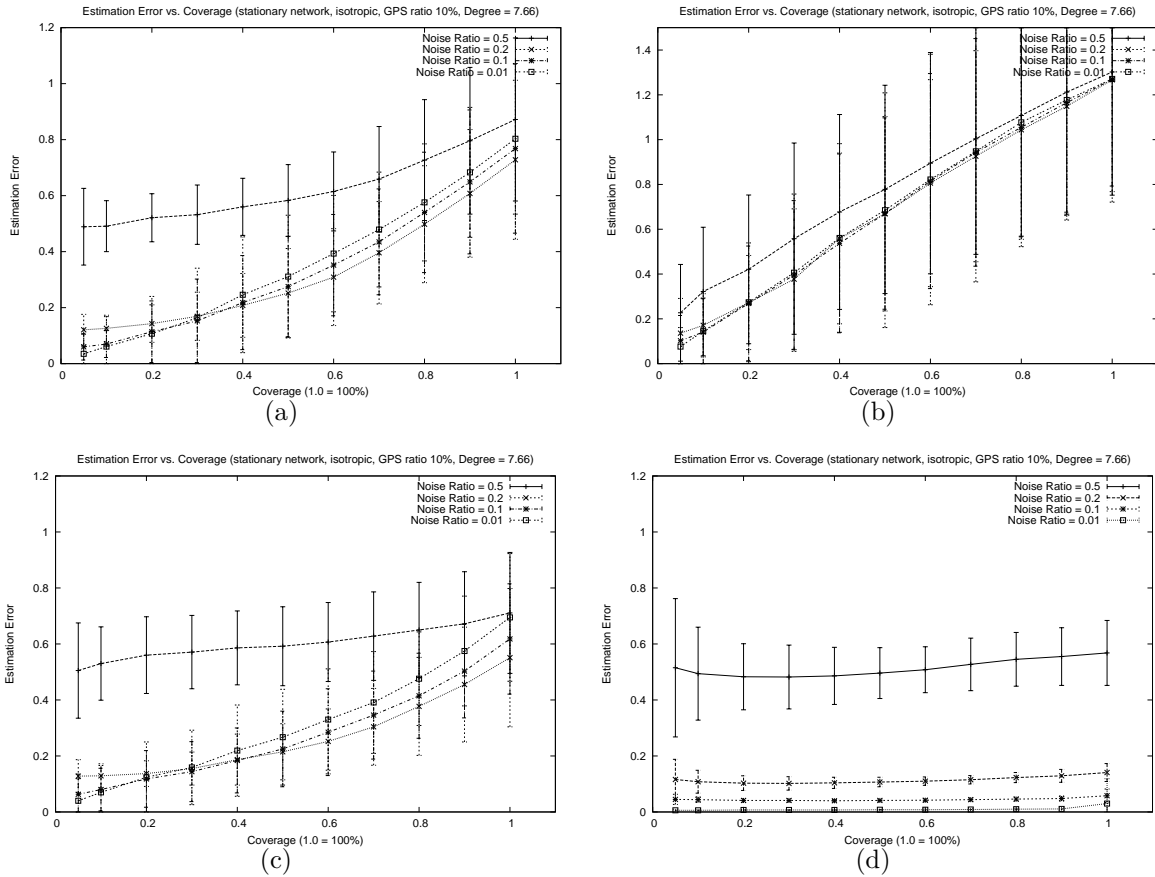 Estimation Error vs. Coverage (stationary network, isotropic, GPS ratio 10%, Degree = 7.66)
1.2
1
0.8
0.6
0.4
0.2
0
Estimation Error
Noise Ratio = 0.5
Noise Ratio = 0.2
Noise Ratio = 0.1
Noise Ratio = 0.01
0 0.2 0.4 0.6 0.8 1
Coverage (1.0 = 100%)
(a)
Estimation Error vs. Coverage (stationary network, isotropic, GPS ratio 10%, Degree = 7.66)
1.4
1.2
1
0.8
0.6
0.4
0.2
0
Estimation Error
Noise Ratio = 0.5
Noise Ratio = 0.2
Noise Ratio = 0.1
Noise Ratio = 0.01
0 0.2 0.4 0.6 0.8 1
Coverage (1.0 = 100%)
(b)
Estimation Error vs. Coverage (stationary network, isotropic, GPS ratio 10%, Degree = 7.66)
1.2
1
0.8
0.6
0.4
0.2
0
Estimation Error
Noise Ratio = 0.5
Noise Ratio = 0.2
Noise Ratio = 0.1
Noise Ratio = 0.01
0 0.2 0.4 0.6 0.8 1
Coverage (1.0 = 100%)
(c)
Estimation Error vs. Coverage (stationary network, isotropic, GPS ratio 10%, Degree = 7.66)
1.2
1
0.8
0.6
0.4
0.2
0
Estimation Error
Noise Ratio = 0.5
Noise Ratio = 0.2
Noise Ratio = 0.1
Noise Ratio = 0.01
0 0.2 0.4 0.6 0.8 1
Coverage (1.0 = 100%)
(d)